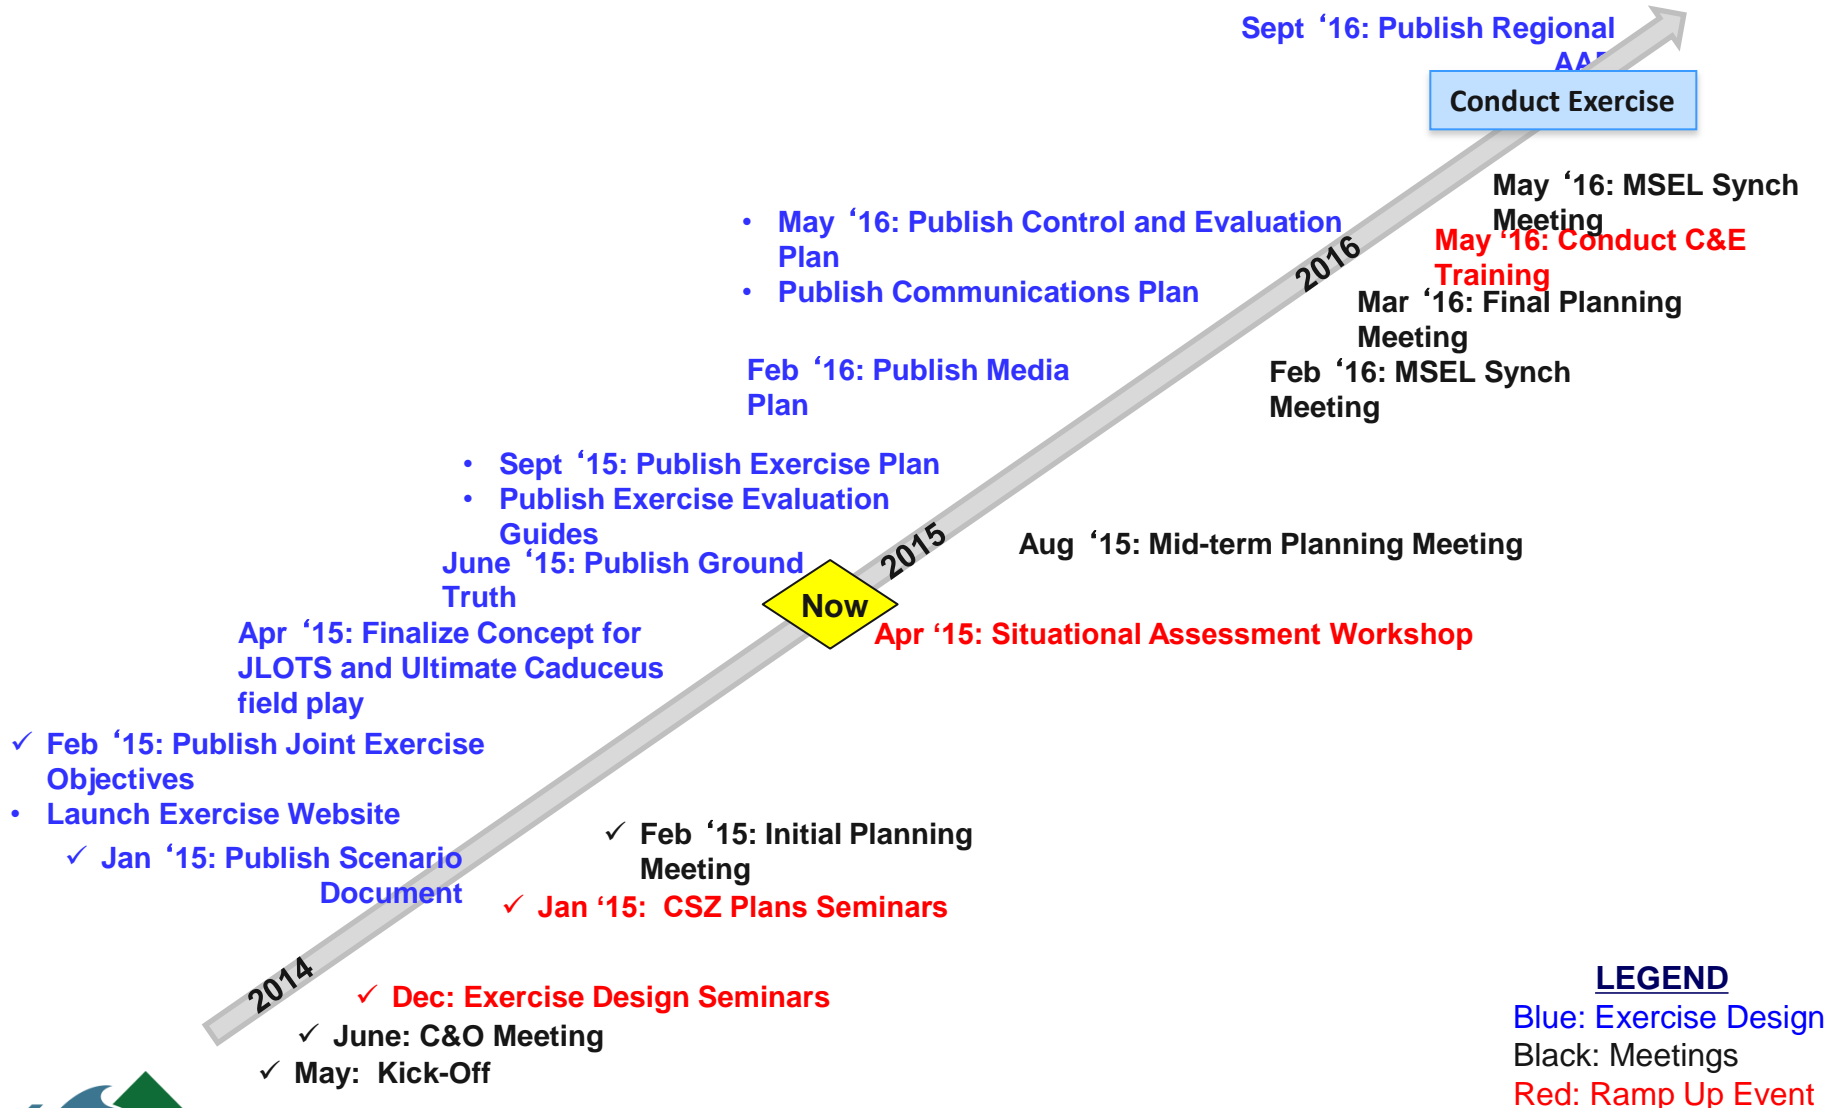 Sept ‘16: Publish Regional
Conduct Exercise
May ‘16: MSEL Synch
Meeting
• May ‘16: Publish Control and Evaluation
Plan
• Publish Communications Plan
May ‘16: Conduct C&E
Training
2016
Mar ‘16: Final Planning
Meeting
Feb ‘16: Publish Media
Plan
Feb ‘16: MSEL Synch
Meeting
• Sept ‘15: Publish Exercise Plan
• Publish Exercise Evaluation
Guides
2015
Aug ‘15: Mid-term Planning Meeting
June ‘15: Publish Ground
Truth
Now
Apr ‘15: Situational Assessment Workshop
Apr ‘15: Finalize Concept for
JLOTS and Ultimate Caduceus
field play
✓ Feb ‘15: Publish Joint Exercise
Objectives
• Launch Exercise Website
✓ Jan ‘15: Publish Scenario
Document
✓ Feb ‘15: Initial Planning
Meeting
✓ Jan ‘15: CSZ Plans Seminars
2014
✓ Dec: Exercise Design Seminars
✓ June: C&O Meeting
✓ May: Kick-Off
LEGEND
Blue: Exercise Design
Black: Meetings
Red: Ramp Up Event